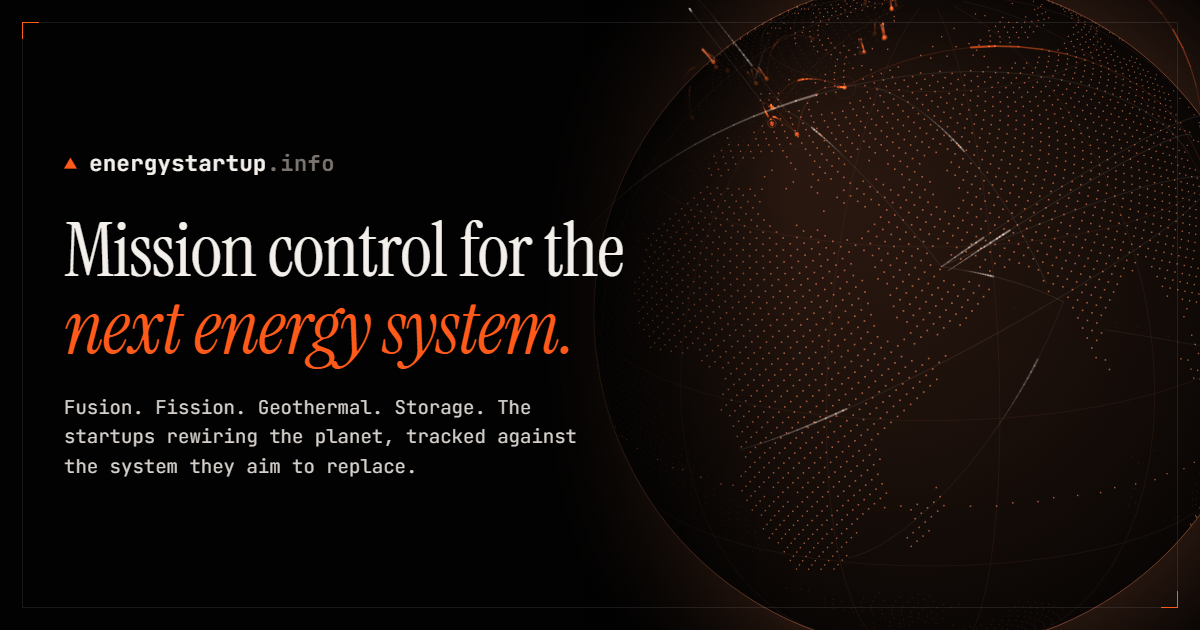 energystartup.info
Mission control for the
next energy system.
Fusion. Fission. Geothermal. Storage. The
startups rewiring the planet, tracked against
the system they aim to replace.